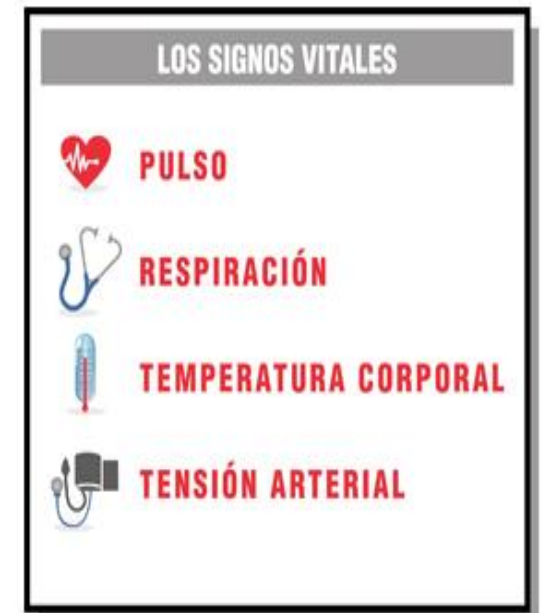 LOS SIGNOS VITALES
PULSO
RESPIRACIÓN
TEMPERATURA CORPORAL
TENSIÓN ARTERIAL